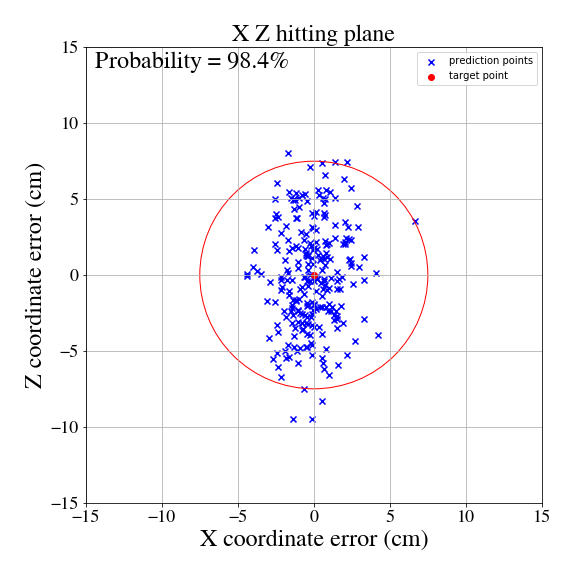 X Z hitting plane
Probability = 98.4%
prediction points
target point
Z coordinate error (cm)
15
10
5
0
−5
−10
−15
−15
−10
−5
0
5
10
15
X coordinate error (cm)